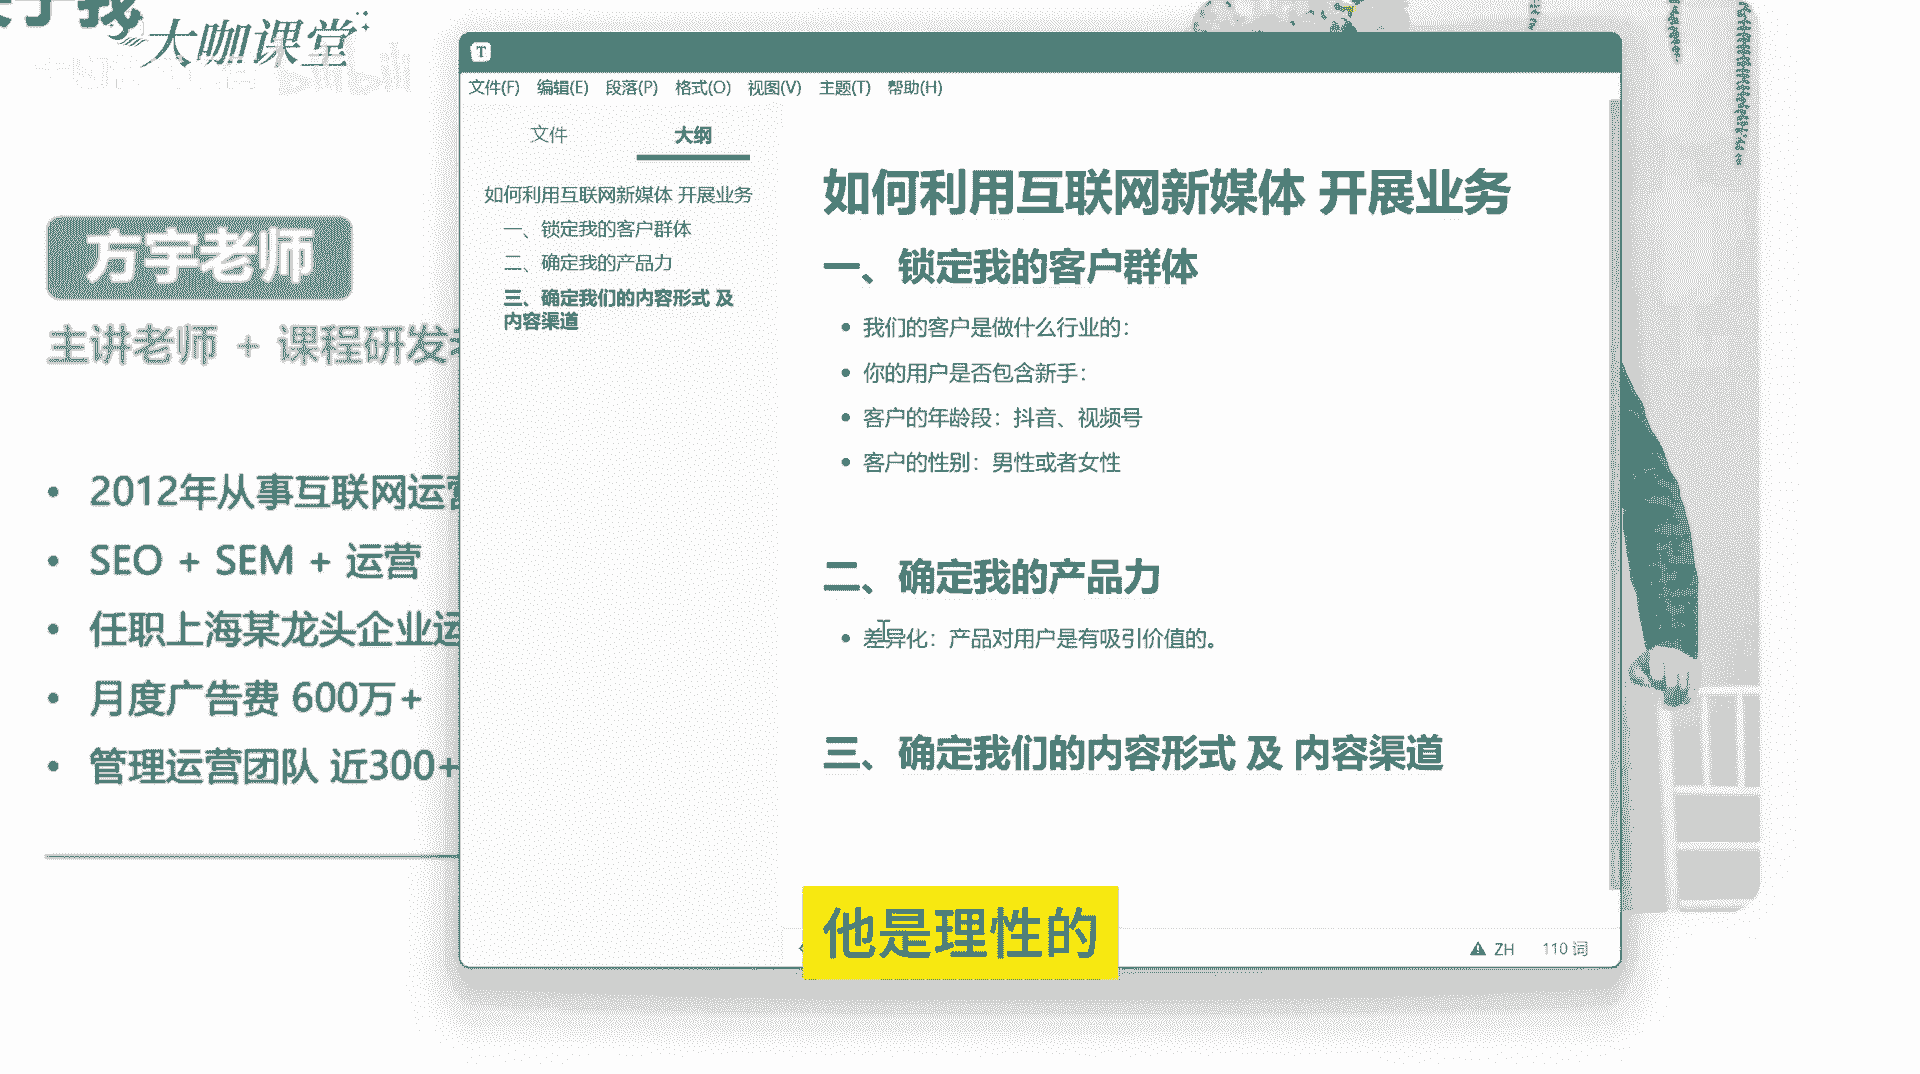 大咖课堂
bilibili
方宇老师
主讲老师 + 课程研发
2012年从事互联网运营
SEO + SEM + 运营
任职上海某龙头企业运
月度广告费 600万+
管理运营团队 近300+
T
文件(F) 编辑(E) 段落(P) 格式(O) 视图(V) 主题(T) 帮助(H)
文件 大纲
如何利用互联网新媒体 开展业务
一、锁定我的客户群体
二、确定我的产品力
三、确定我们的内容形式 及
内容渠道
如何利用互联网新媒体 开展业务
一、锁定我的客户群体
我们的客户是做什么行业的：
你的用户是否包含新手：
客户的年龄段：抖音、视频号
客户的性别：男性或者女性
二、确定我的产品力
差异化：产品对用户是有吸引价值的。
三、确定我们的内容形式 及 内容渠道
他是理性的
ZH 110 词